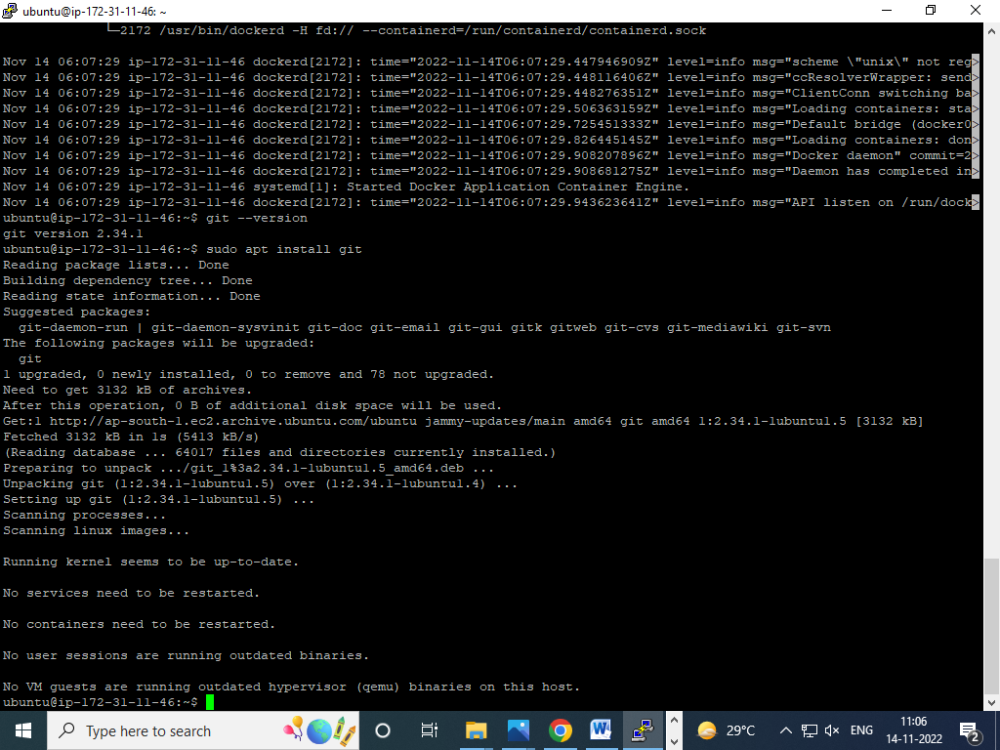 ubuntu@ip-172-31-11-46: ~
└─2172 /usr/bin/dockerd -H fd:// --containerd=/run/containerd/containerd.sock
Nov 14 06:07:29 ip-172-31-11-46 dockerd[2172]: time="2022-11-14T06:07:29.447946909Z" level=info msg="scheme \"unix\" not reg>
Nov 14 06:07:29 ip-172-31-11-46 dockerd[2172]: time="2022-11-14T06:07:29.448116406Z" level=info msg="ccResolverWrapper: send>
Nov 14 06:07:29 ip-172-31-11-46 dockerd[2172]: time="2022-11-14T06:07:29.448276351Z" level=info msg="ClientConn switching ba>
Nov 14 06:07:29 ip-172-31-11-46 dockerd[2172]: time="2022-11-14T06:07:29.506363159Z" level=info msg="Loading containers: sta>
Nov 14 06:07:29 ip-172-31-11-46 dockerd[2172]: time="2022-11-14T06:07:29.725451333Z" level=info msg="Default bridge (docker0>
Nov 14 06:07:29 ip-172-31-11-46 dockerd[2172]: time="2022-11-14T06:07:29.826445145Z" level=info msg="Loading containers: don>
Nov 14 06:07:29 ip-172-31-11-46 dockerd[2172]: time="2022-11-14T06:07:29.908207896Z" level=info msg="Docker daemon" commit=2>
Nov 14 06:07:29 ip-172-31-11-46 dockerd[2172]: time="2022-11-14T06:07:29.908681275Z" level=info msg="Daemon has completed in>
Nov 14 06:07:29 ip-172-31-11-46 systemd[1]: Started Docker Application Container Engine.
Nov 14 06:07:29 ip-172-31-11-46 dockerd[2172]: time="2022-11-14T06:07:29.943623641Z" level=info msg="API listen on /run/dock>
ubuntu@ip-172-31-11-46:~$ git --version
git version 2.34.1
ubuntu@ip-172-31-11-46:~$ sudo apt install git
Reading package lists... Done
Building dependency tree... Done
Reading state information... Done
Suggested packages:
  git-daemon-run | git-daemon-sysvinit git-doc git-email git-gui gitk gitweb git-cvs git-mediawiki git-svn
The following packages will be upgraded:
  git
1 upgraded, 0 newly installed, 0 to remove and 78 not upgraded.
Need to get 3132 kB of archives.
After this operation, 0 B of additional disk space will be used.
Get:1 http://ap-south-1.ec2.archive.ubuntu.com/ubuntu jammy-updates/main amd64 git amd64 1:2.34.1-1ubuntu1.5 [3132 kB]
Fetched 3132 kB in 1s (5413 kB/s)
(Reading database ... 64017 files and directories currently installed.)
Preparing to unpack .../git_1%3a2.34.1-1ubuntu1.5_amd64.deb ...
Unpacking git (1:2.34.1-1ubuntu1.5) over (1:2.34.1-1ubuntu1.4) ...
Setting up git (1:2.34.1-1ubuntu1.5) ...
Scanning processes...
Scanning linux images...
Running kernel seems to be up-to-date.
No services need to be restarted.
No containers need to be restarted.
No user sessions are running outdated binaries.
No VM guests are running outdated hypervisor (qemu) binaries on this host.
ubuntu@ip-172-31-11-46:~$
Type here to search
W
29°C
ENG
11:06
14-11-2022
2